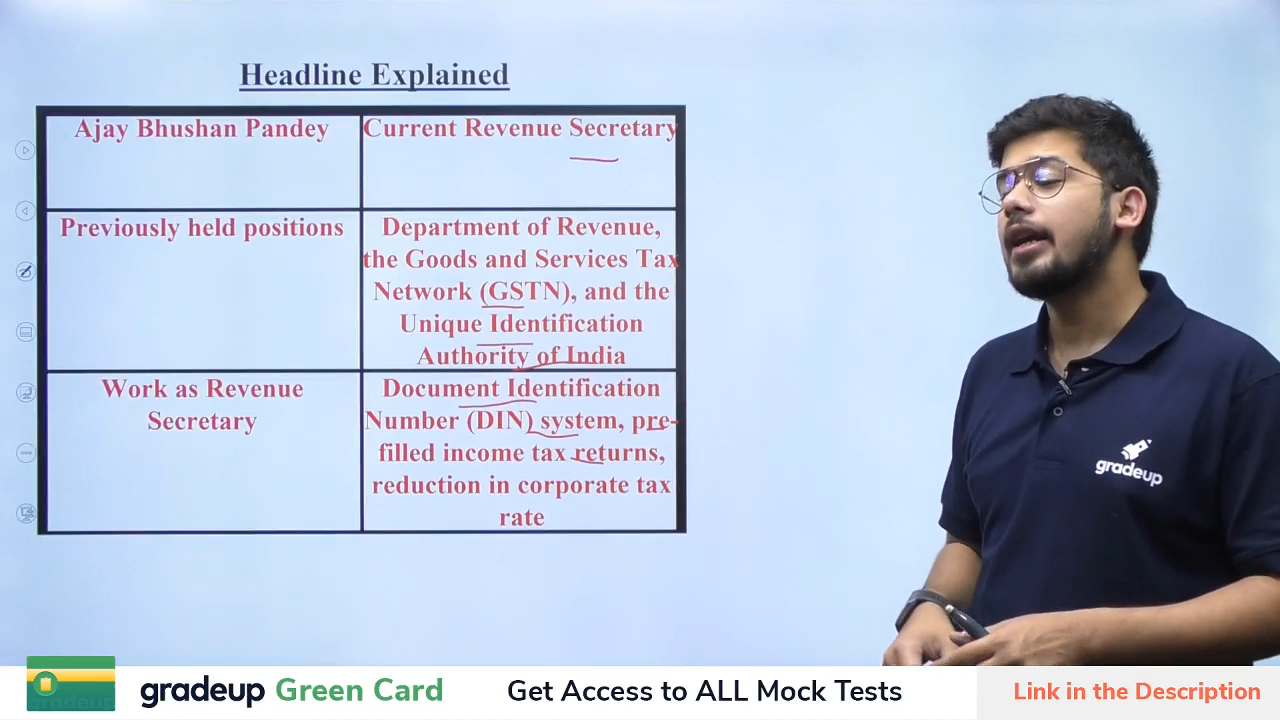 Headline Explained
Ajay Bhushan Pandey
Current Revenue Secretary
Previously held positions
Department of Revenue,
the Goods and Services Tax
Network (GSTN), and the
Unique Identification
Authority of India
Work as Revenue
Secretary
Document Identification
Number (DIN) system, pre-
filled income tax returns,
reduction in corporate tax
rate
gradeup
gradeup Green Card
Get Access to ALL Mock Tests
Link in the Description